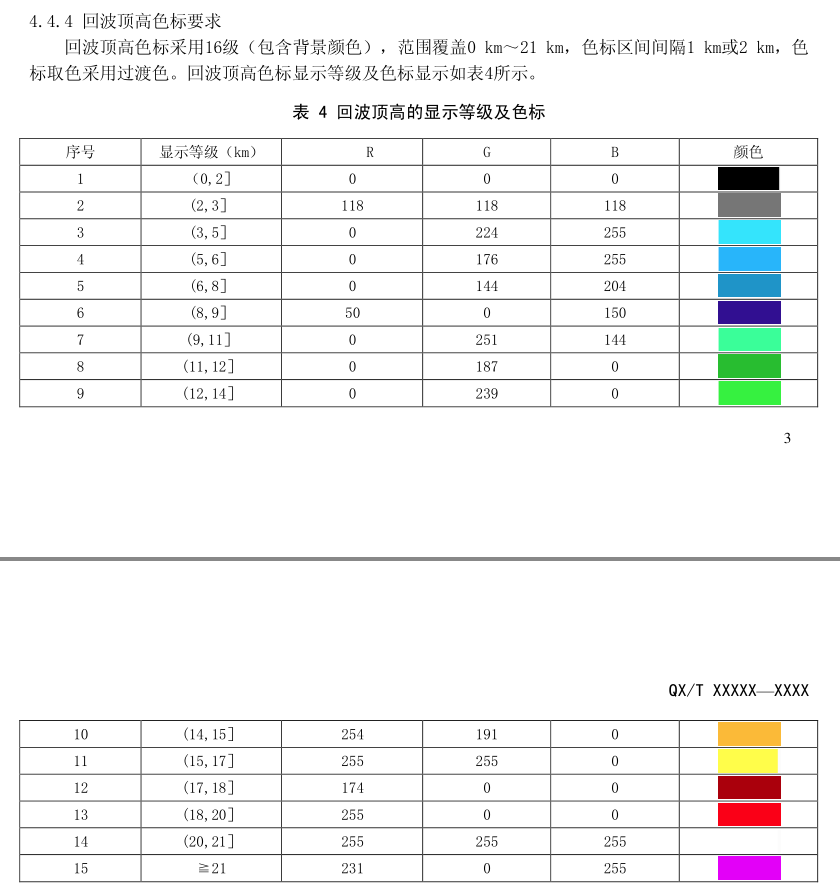 4.4.4 回波顶高色标要求
回波顶高色标采用16级（包含背景颜色），范围覆盖0 km～21 km，色标区间间隔1 km或2 km，色
标取色采用过渡色。回波顶高色标显示等级及色标显示如表4所示。
表 4 回波顶高的显示等级及色标
序号 显示等级（km） R G B 颜色
1 （0,2］ 0 0 0
2 （2,3］ 118 118 118
3 （3,5］ 0 224 255
4 （5,6］ 0 176 255
5 （6,8］ 0 144 204
6 （8,9］ 50 0 150
7 （9,11］ 0 251 144
8 （11,12］ 0 187 0
9 （12,14］ 0 239 0
3
QX/T XXXXX—XXXX
10 （14,15］ 254 191 0
11 （15,17］ 255 255 0
12 （17,18］ 174 0 0
13 （18,20］ 255 0 0
14 （20,21］ 255 255 255
15 ≧21 231 0 255